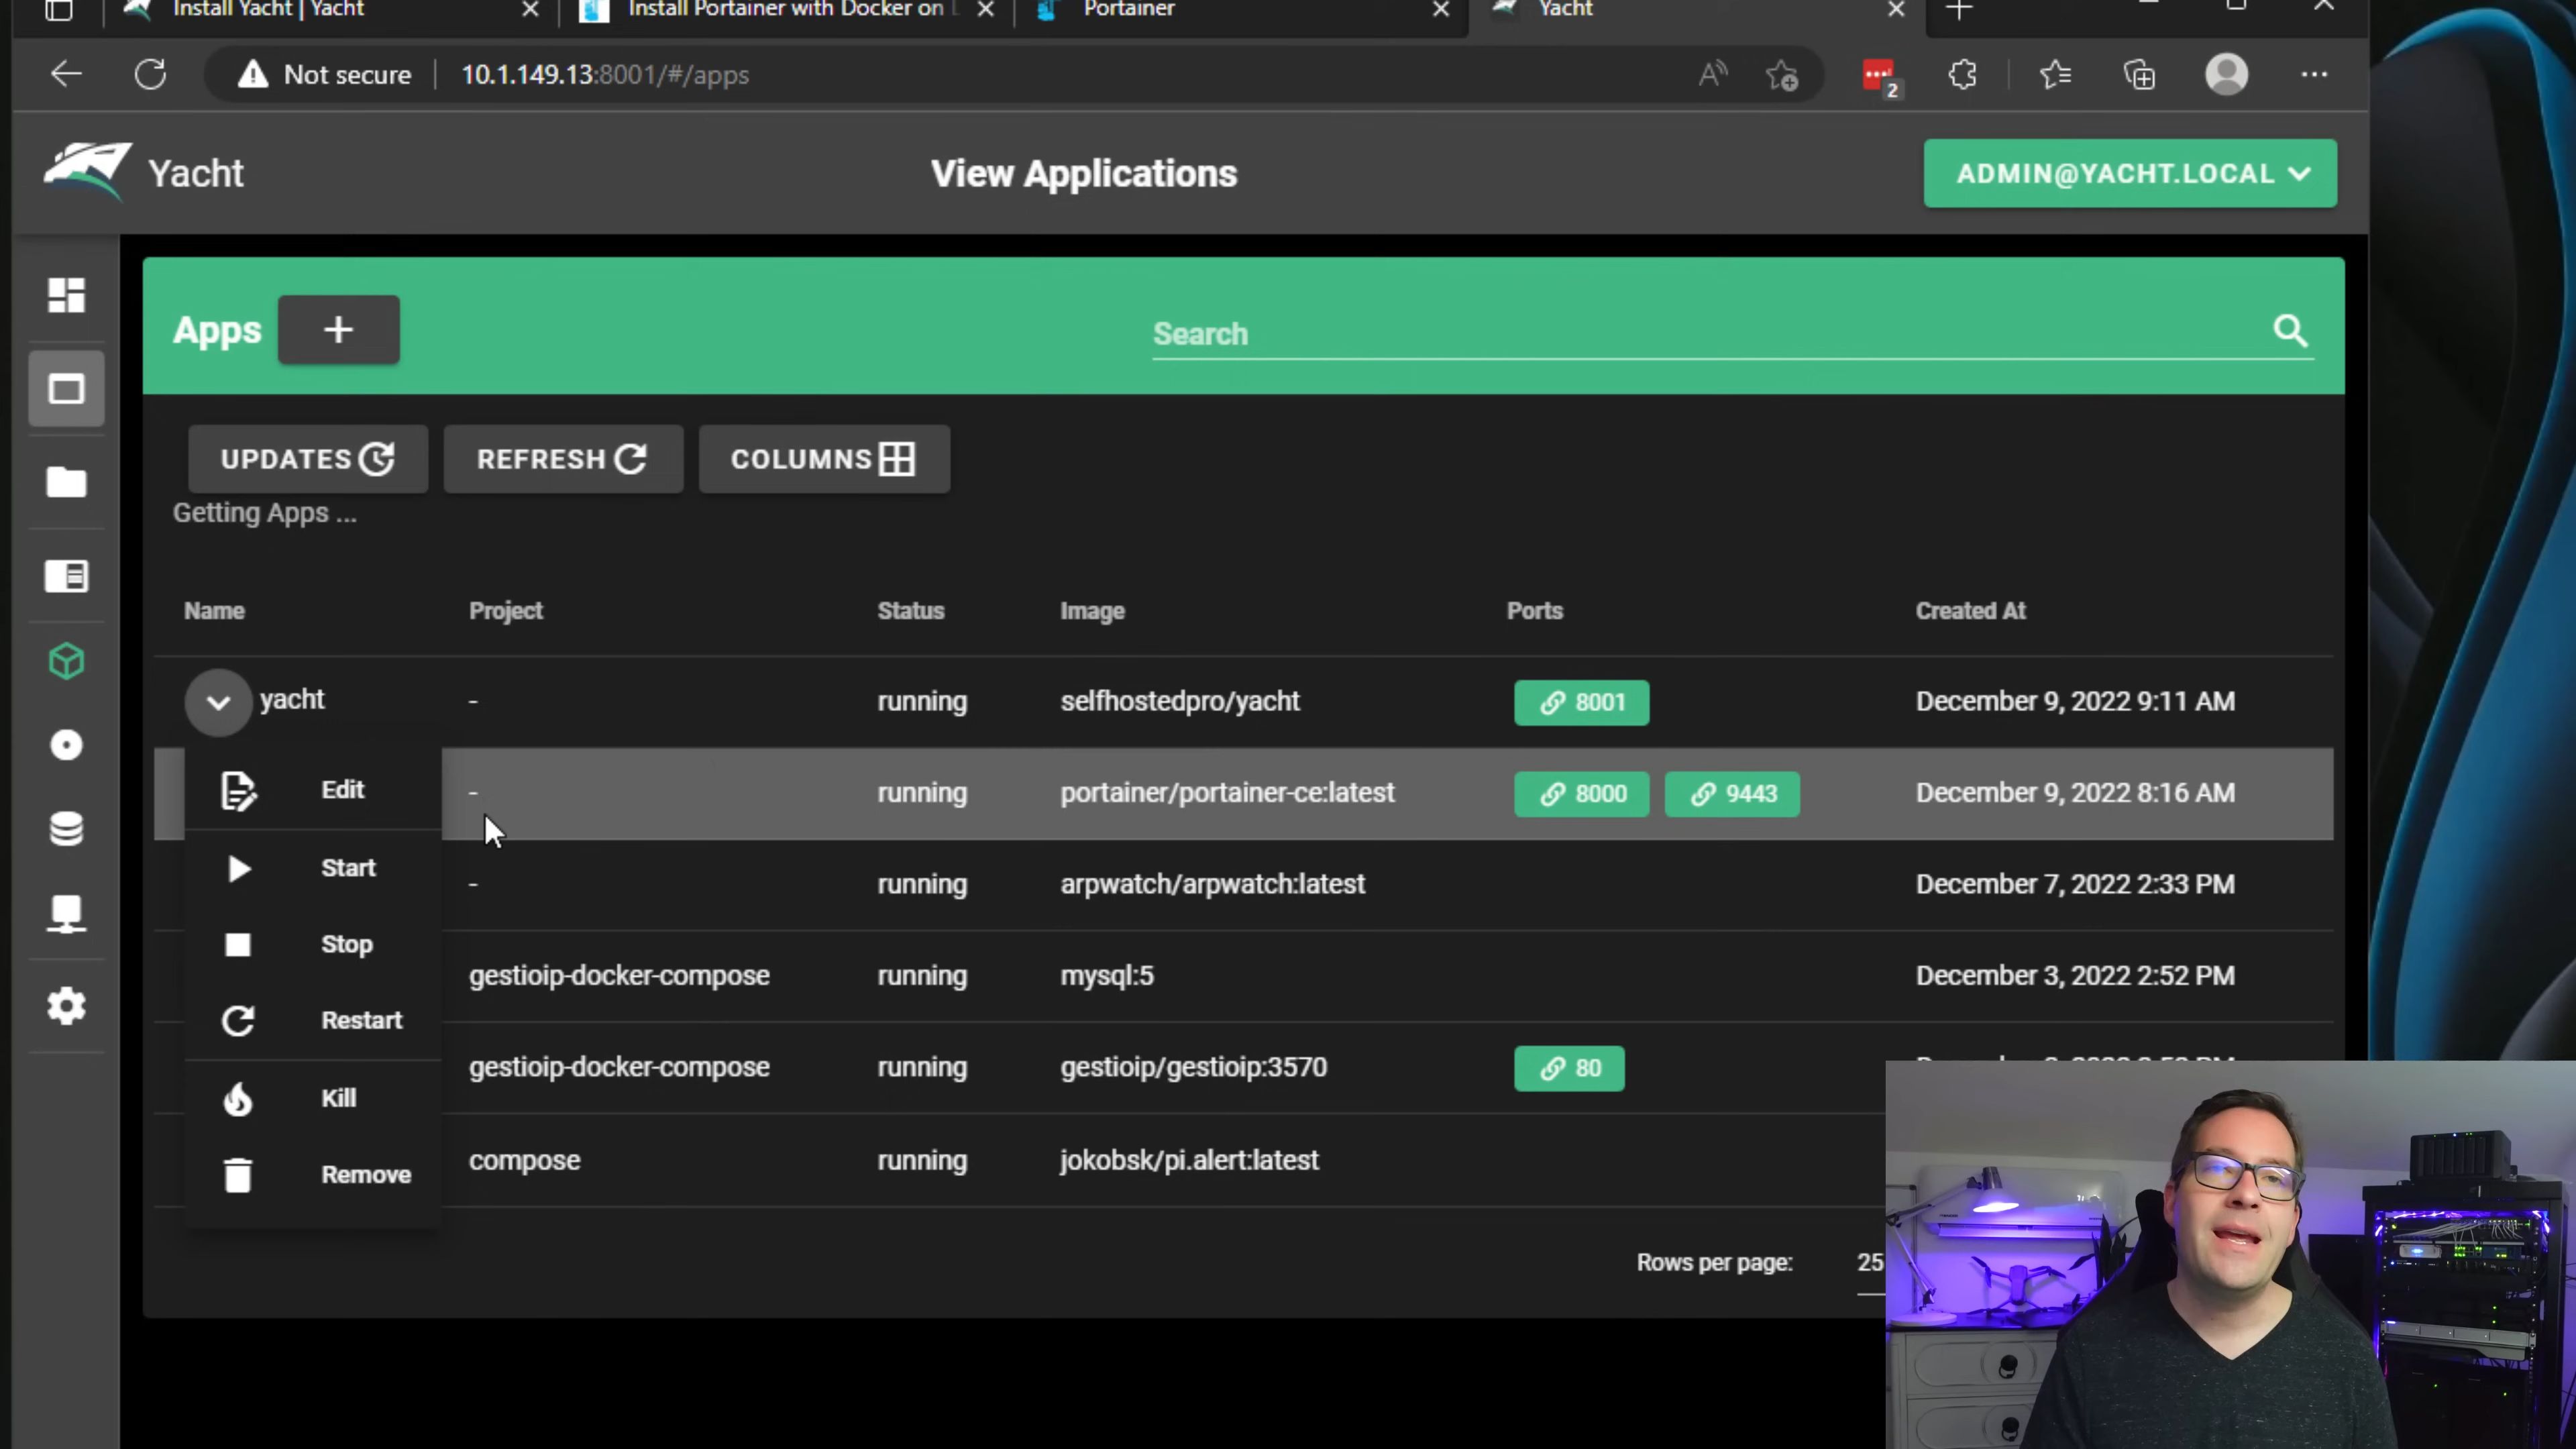 Install Yacht | Yacht
Install Portainer with Docker on
Portainer
Yacht
Not secure
10.1.149.13:8001/#/apps
2
Yacht
View Applications
ADMIN@YACHT.LOCAL
Apps
+
Search
UPDATES
REFRESH
COLUMNS
Getting Apps ...
Name Project Status Image Ports Created At
yacht - running selfhostedpro/yacht 8001 December 9, 2022 9:11 AM
Edit - running portainer/portainer-ce:latest 8000 9443 December 9, 2022 8:16 AM
Start - running arpwatch/arpwatch:latest December 7, 2022 2:33 PM
Stop gestioip-docker-compose running mysql:5 December 3, 2022 2:52 PM
Restart
gestioip-docker-compose running gestioip/gestioip:3570 80
Kill
Remove compose running jokobsk/pi.alert:latest
Rows per page: 25